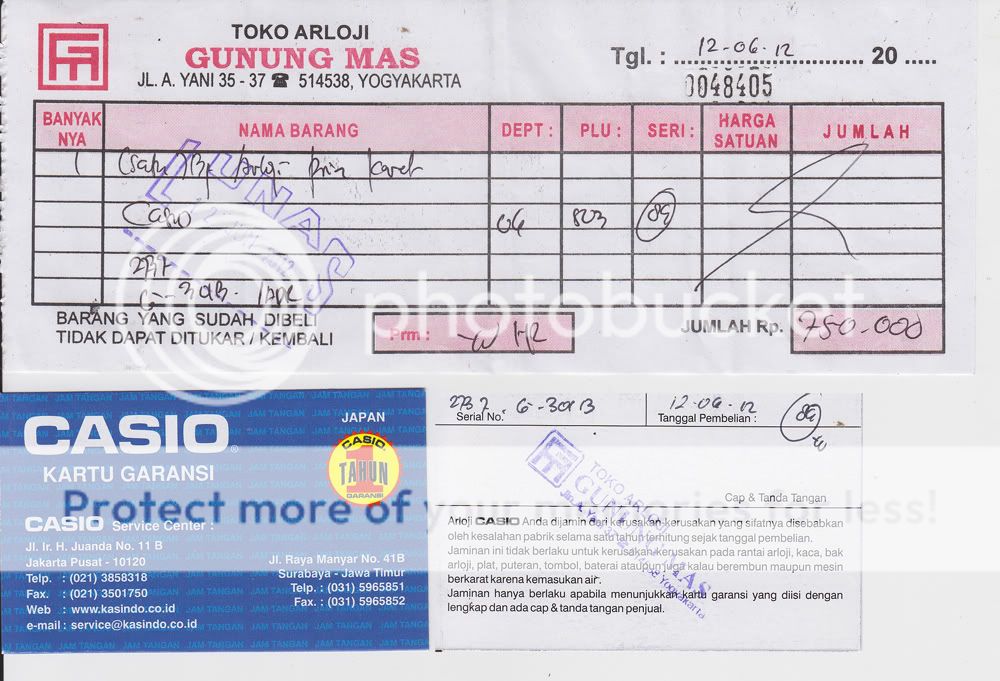 TOKO ARLOJI
GUNUNG MAS
JL. A. YANI 35 - 37 ☎ 514538, YOGYAKARTA
Tgl. : 12-06-12 20 .....
0048405
BANYAK NYA
NAMA BARANG
DEPT :
PLU :
SERI :
HARGA SATUAN
JUMLAH
1
LUNAS
Casio
06 803 89
G-301B-
BARANG YANG SUDAH DIBELI
TIDAK DAPAT DITUKAR / KEMBALI
Prm :
JUMLAH Rp. 750.000
photobucket
Protect more of your memories for less!
CASIO®
KARTU GARANSI
JAPAN
CASIO
1
TAHUN
GARANSI
CASIO Service Center :
Jl. Ir. H. Juanda No. 11 B
Jakarta Pusat - 10120
Telp. : (021) 3858318
Fax. : (021) 3501750
Web : www.kasindo.co.id
e-mail : service@kasindo.co.id
Jl. Raya Manyar No. 41B
Surabaya - Jawa Timur
Telp. : (031) 5965851
Fax. : (031) 5965852
G-301B
Serial No.
12-06-12
Tanggal Pembelian :
89
TOKO ARLOJI
GUNUNG MAS
Yogyakarta
Cap & Tanda Tangan
Arloji CASIO Anda dijamin dari kerusakan kerusakan yang sifatnya disebabkan
oleh kesalahan pabrik selama satu tahun terhitung sejak tanggal pembelian.
Jaminan ini tidak berlaku untuk kerusakan kerusakan pada rantai arloji, kaca, bak
arloji, plat, puteran, tombol, baterai ataupun juga kalau berembun maupun mesin
berkarat karena kemasukan air.
Jaminan hanya berlaku apabila menunjukkan kartu garansi yang diisi dengan
lengkap dan ada cap & tanda tangan penjual.